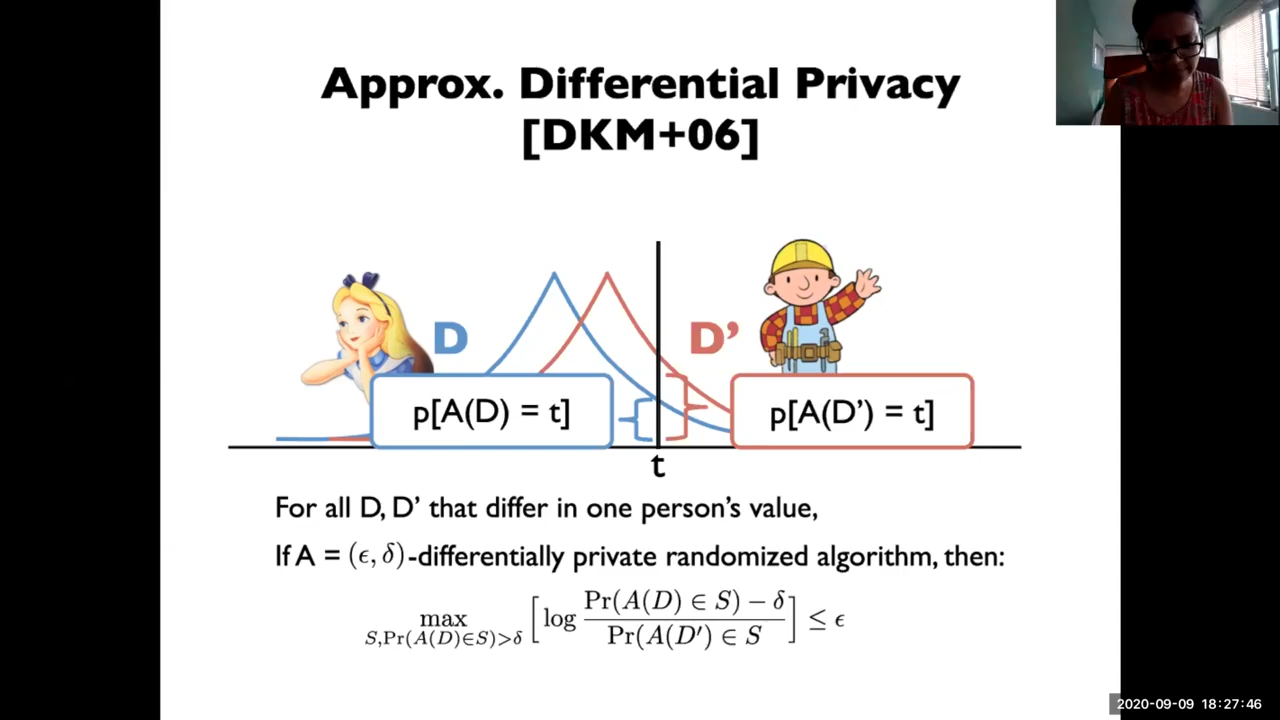 Approx. Differential Privacy
[DKM+06]
D
D’
p[A(D) = t]
p[A(D’) = t]
t
For all D, D’ that differ in one person’s value,
If A = (ϵ, δ)-differentially private randomized algorithm, then:
max_{S,Pr(A(D)∈S)>δ} [log (Pr(A(D) ∈ S) − δ)/(Pr(A(D′) ∈ S)] ≤ ϵ
2020-09-09 18:27:46